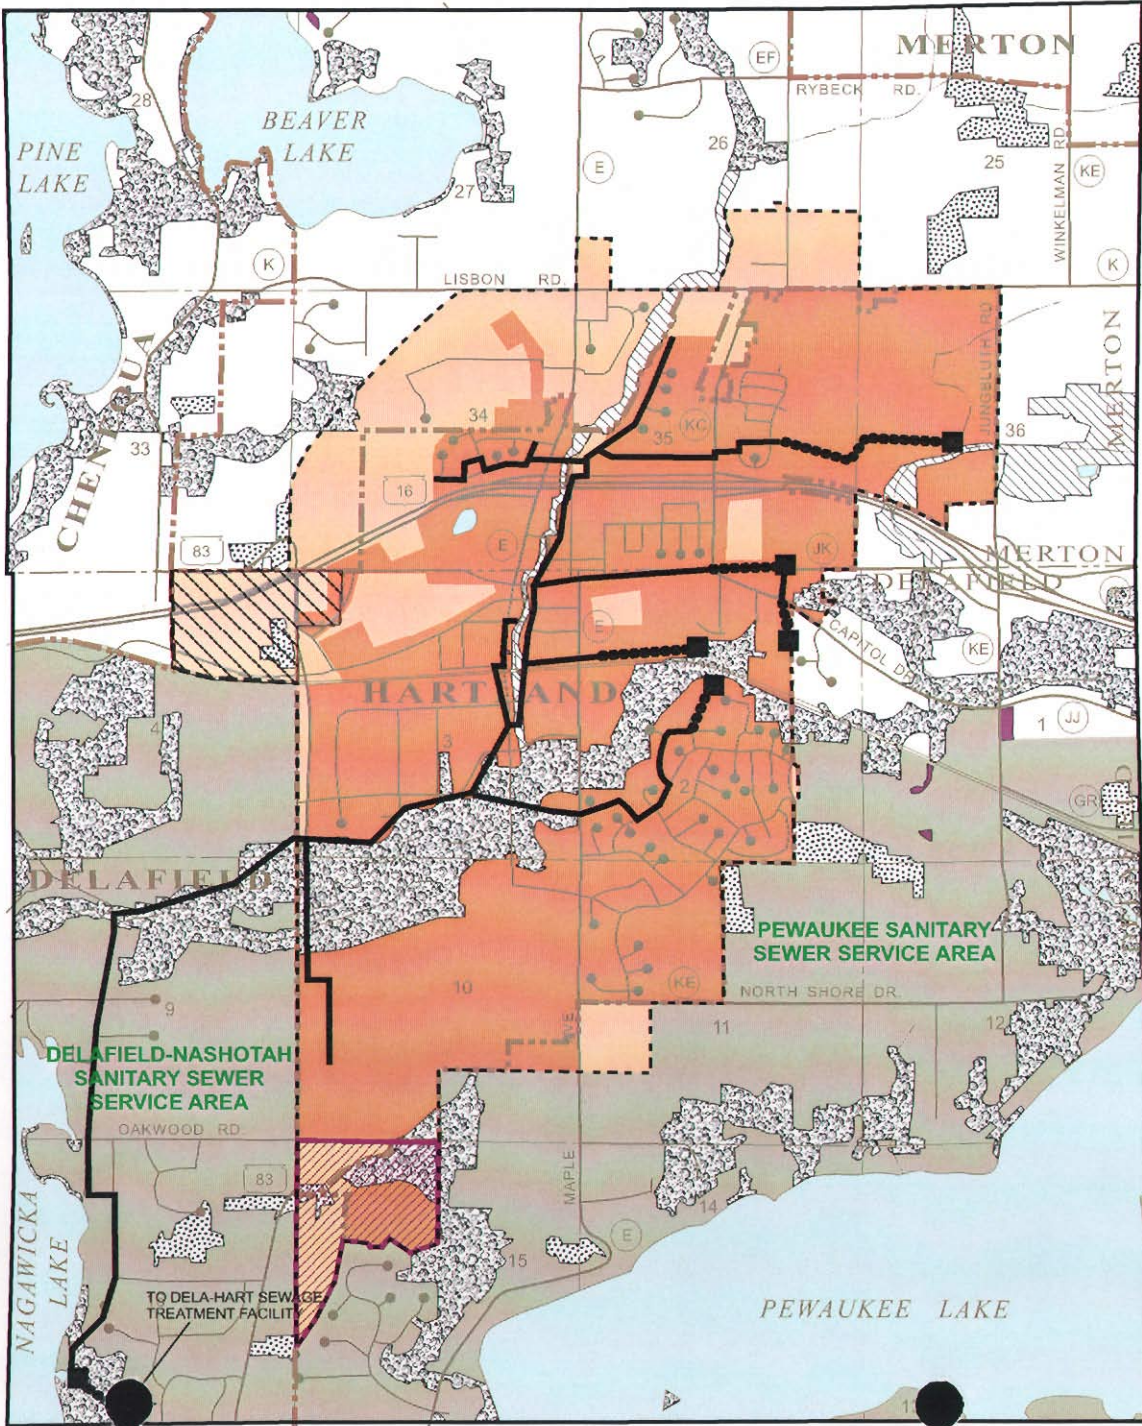 MERTON
EF
RYBECK RD.
28
BEAVER
LAKE
PINE
LAKE
26
25
E
KE
WINKELMAN RD.
27
K
K
LISBON RD.
JUNGBLUTH RD
MERTON
CHENEQUA
34
35
KC
36
33
16
83
E
JK
MERTON
DELAFIELD
E
CAPITOL DR.
KE
HARTLAND
4
3
2
1
JJ
GR
DELAFIELD
DELAFIELD
PEWAUKEE SANITARY
SEWER SERVICE AREA
10
KE
NORTH SHORE DR.
9
11
12
DELAFIELD-NASHOTAH
SANITARY SEWER
SERVICE AREA
MAPLE AVE.
OAKWOOD RD.
83
14
E
15
NAGAWICKA
LAKE
TO DELA-HART SEWAGE
TREATMENT FACILITY
PEWAUKEE LAKE